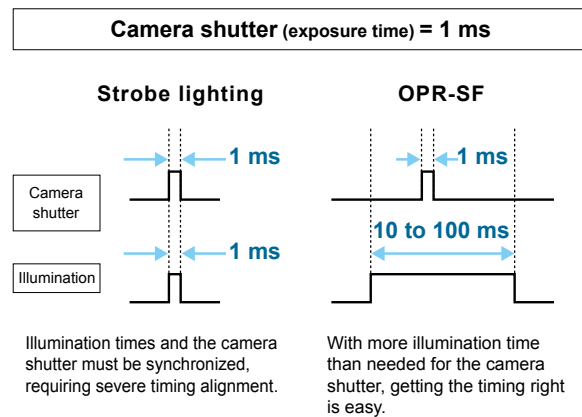 Camera shutter (exposure time) = 1 ms
Strobe lighting
OPR-SF
1 ms
1 ms
Camera
shutter
10 to 100 ms
1 ms
Illumination
Illumination times and the camera
shutter must be synchronized,
requiring severe timing alignment.
With more illumination time
than needed for the camera
shutter, getting the timing right
is easy.